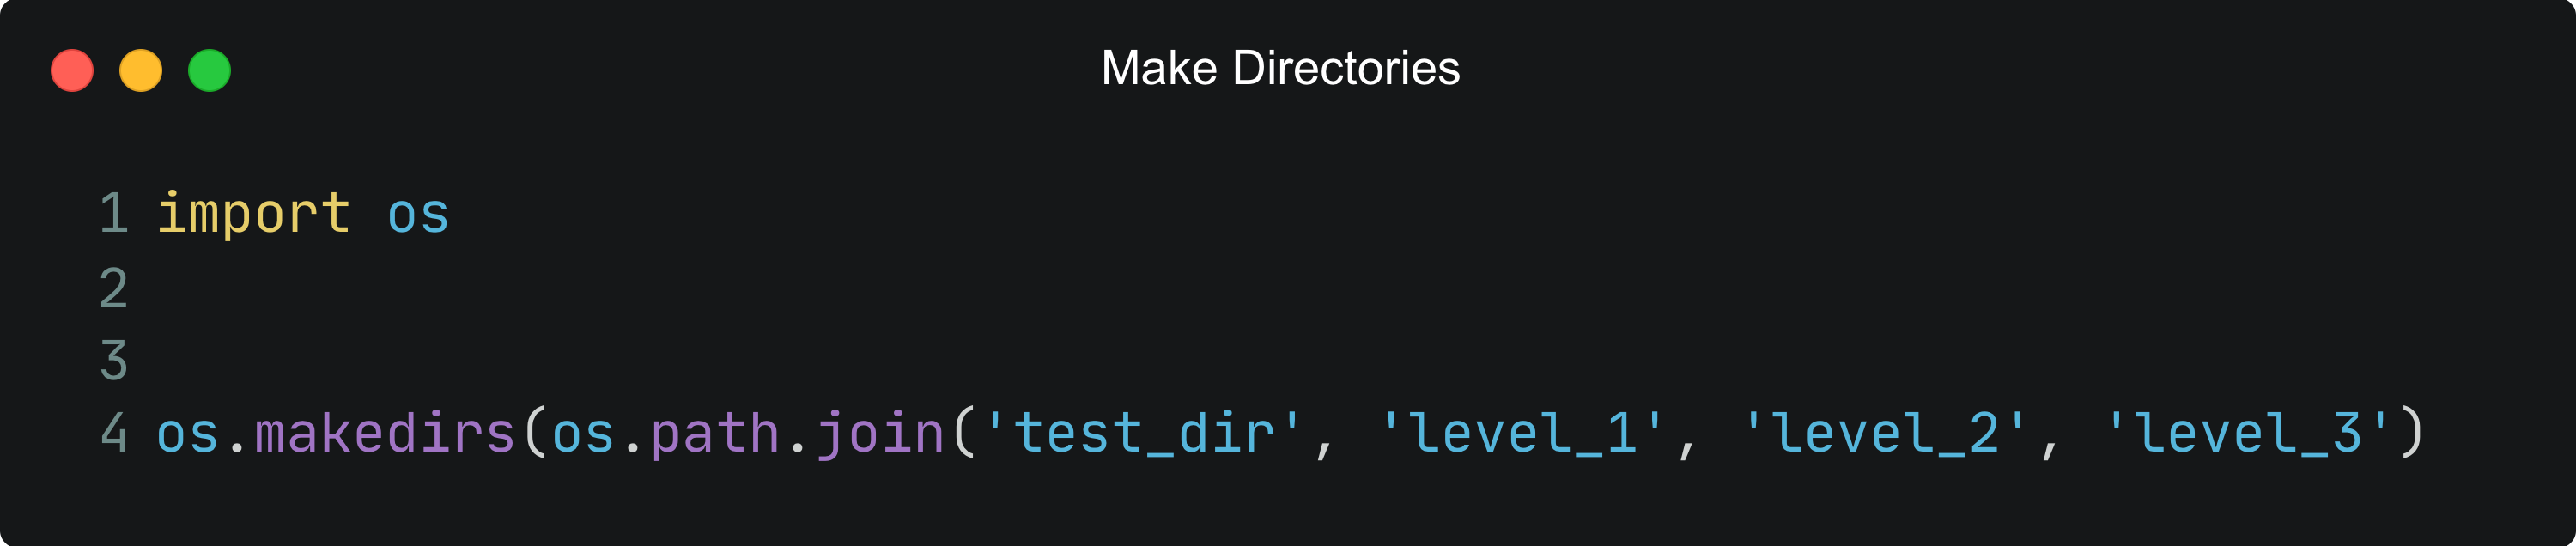 Make Directories
1 import os
2
3
4 os.makedirs(os.path.join('test_dir', 'level_1', 'level_2', 'level_3')